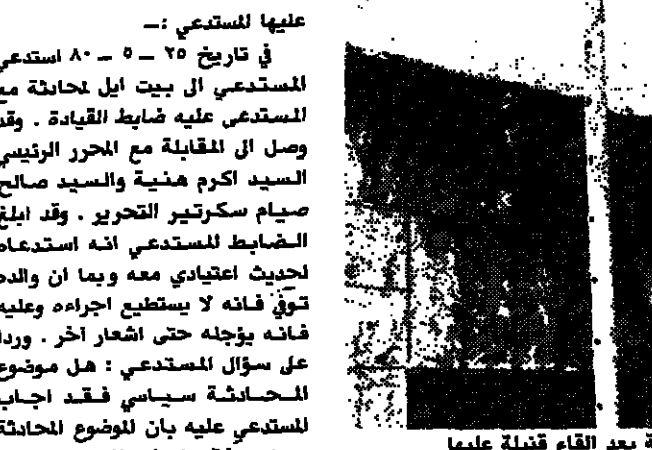 عليها المستدعي :ـ
في تاريخ ٢٥ ـ ٥ ـ ٨٠ استدعي
المستدعي الى بيت ايل لمحادثة مع
المستدعى عليه ضابط القيادة . وقد
وصل الى المقابلة مع المحرر الرئيسي
السيد اكرم هنية والسيد صالح
صيام سكرتير التحرير . وقد ابلغ
الضابط المستدعي انه استدعاه
لحديث اعتيادي معه وبما ان والده
توفي فانه لا يستطيع اجراءه وعليه
فانه يؤجله حتى اشعار آخر . وردا
على سؤال المستدعي : هل موضوع
المحادثة سياسي فقد اجاب
المستدعي عليه بان الموضوع المحادثة
ة بعد القاء قنبلة عليها